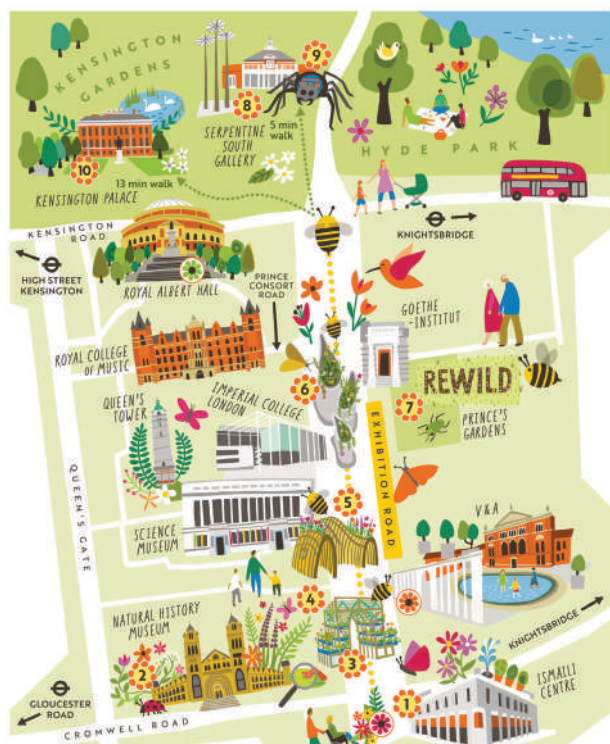 KENSINGTON
GARDENS
9
8
SERPENTINE
SOUTH
GALLERY
5 min
walk
HYDE PARK
10
13 min walk
KENSINGTON PALACE
KENSINGTON
ROAD
KNIGHTSBRIDGE
HIGH STREET
KENSINGTON
ROYAL ALBERT HALL
PRINCE
CONSORT
ROAD
GOETHE
-INSTITUT
ROYAL COLLEGE
OF MUSIC
REWILD
6
7
QUEEN'S
TOWER
IMPERIAL COLLEGE
LONDON
PRINCE'S
GARDENS
EXHIBITION ROAD
QUEEN'S GATE
5
SCIENCE
MUSEUM
V&A
4
NATURAL HISTORY
MUSEUM
KNIGHTSBRIDGE
3
2
1
ISMAILI
CENTRE
GLOUCESTER
ROAD
CROMWELL ROAD